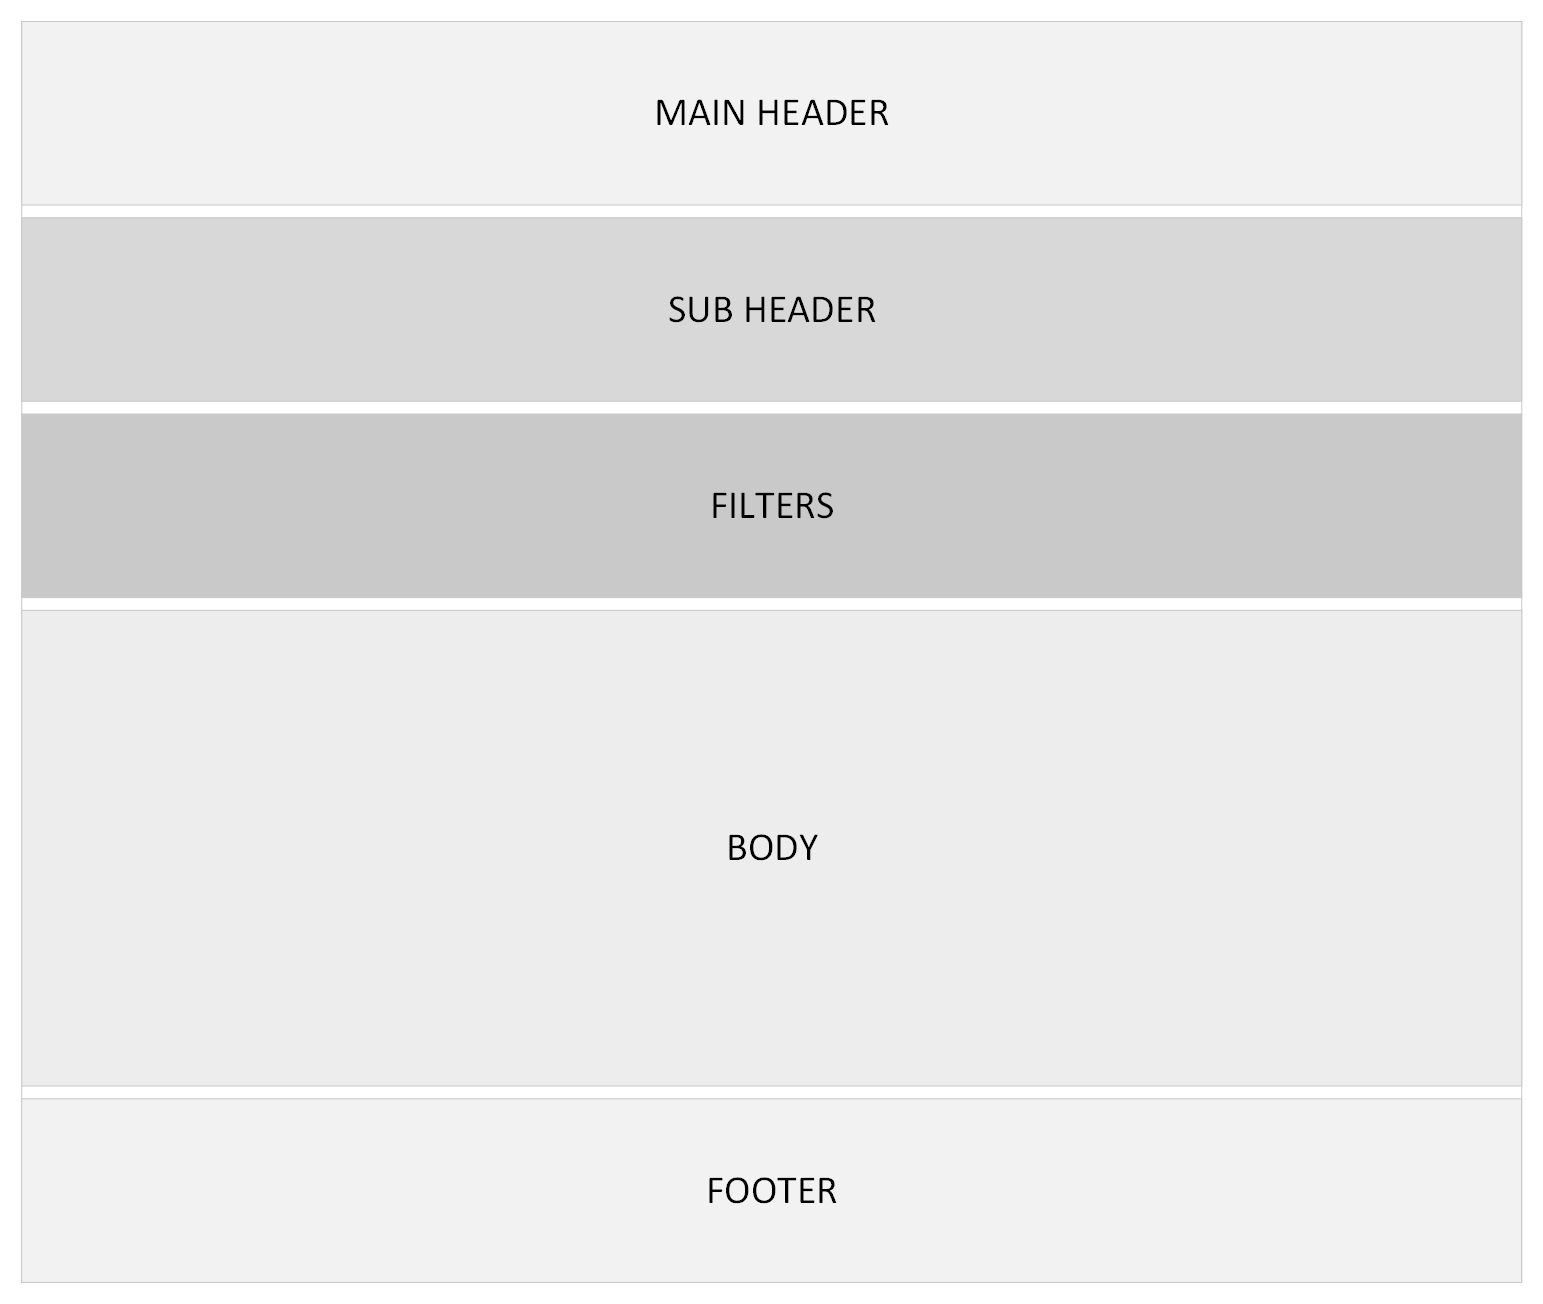 MAIN HEADER
SUB HEADER
FILTERS
BODY
FOOTER